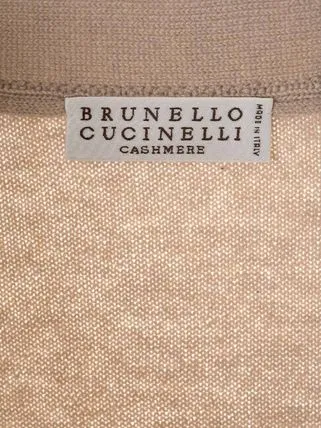 BRUNELLO
CUCINELLI
CASHMERE
MADE IN ITALY